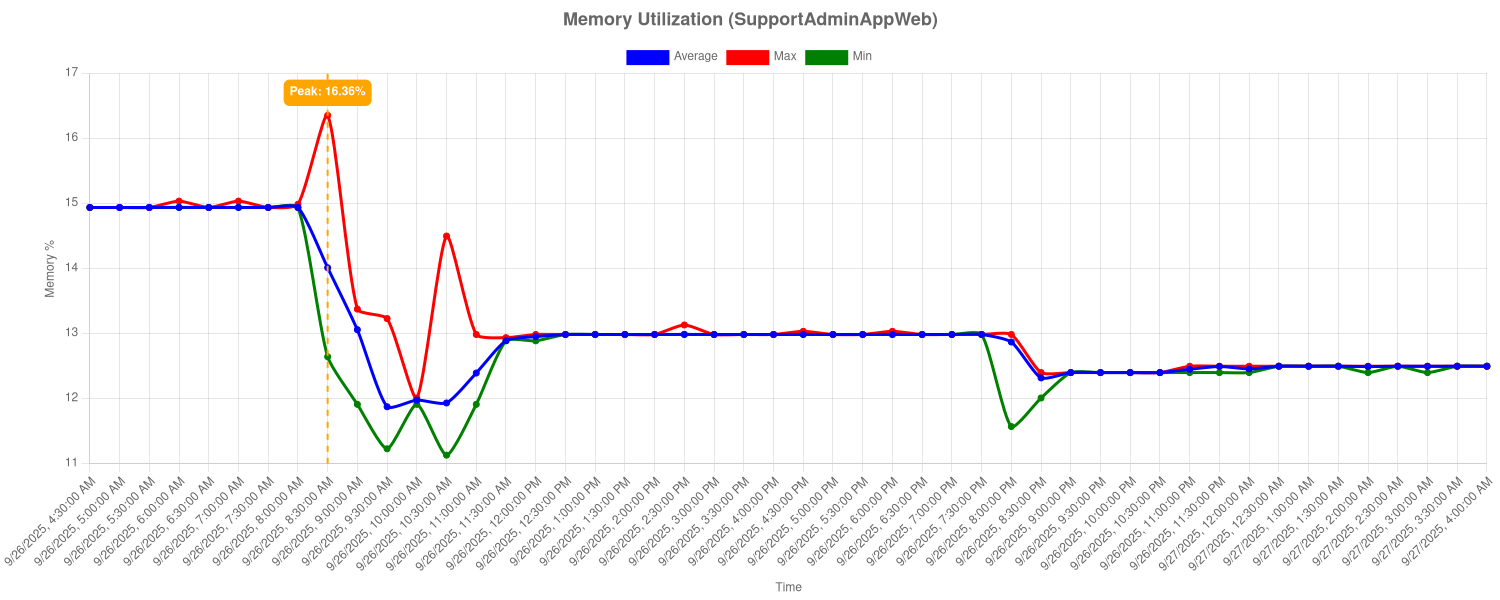 Memory Utilization (SupportAdminAppWeb)
Average Max Min
Peak: 16.36%
17
16
15
14
13
12
11
Memory %
9/26/2025, 4:30:00 AM
9/26/2025, 5:00:00 AM
9/26/2025, 5:30:00 AM
9/26/2025, 6:00:00 AM
9/26/2025, 6:30:00 AM
9/26/2025, 7:00:00 AM
9/26/2025, 7:30:00 AM
9/26/2025, 8:00:00 AM
9/26/2025, 8:30:00 AM
9/26/2025, 9:00:00 AM
9/26/2025, 9:30:00 AM
9/26/2025, 10:00:00 AM
9/26/2025, 10:30:00 AM
9/26/2025, 11:00:00 AM
9/26/2025, 11:30:00 AM
9/26/2025, 12:00:00 PM
9/26/2025, 12:30:00 PM
9/26/2025, 1:00:00 PM
9/26/2025, 1:30:00 PM
9/26/2025, 2:00:00 PM
9/26/2025, 2:30:00 PM
9/26/2025, 3:00:00 PM
9/26/2025, 3:30:00 PM
9/26/2025, 4:00:00 PM
9/26/2025, 4:30:00 PM
9/26/2025, 5:00:00 PM
9/26/2025, 5:30:00 PM
9/26/2025, 6:00:00 PM
9/26/2025, 6:30:00 PM
9/26/2025, 7:00:00 PM
9/26/2025, 7:30:00 PM
9/26/2025, 8:00:00 PM
9/26/2025, 8:30:00 PM
9/26/2025, 9:00:00 PM
9/26/2025, 9:30:00 PM
9/26/2025, 10:00:00 PM
9/26/2025, 10:30:00 PM
9/26/2025, 11:00:00 PM
9/26/2025, 11:30:00 PM
9/27/2025, 12:00:00 AM
9/27/2025, 12:30:00 AM
9/27/2025, 1:00:00 AM
9/27/2025, 1:30:00 AM
9/27/2025, 2:00:00 AM
9/27/2025, 2:30:00 AM
9/27/2025, 3:00:00 AM
9/27/2025, 3:30:00 AM
9/27/2025, 4:00:00 AM
Time